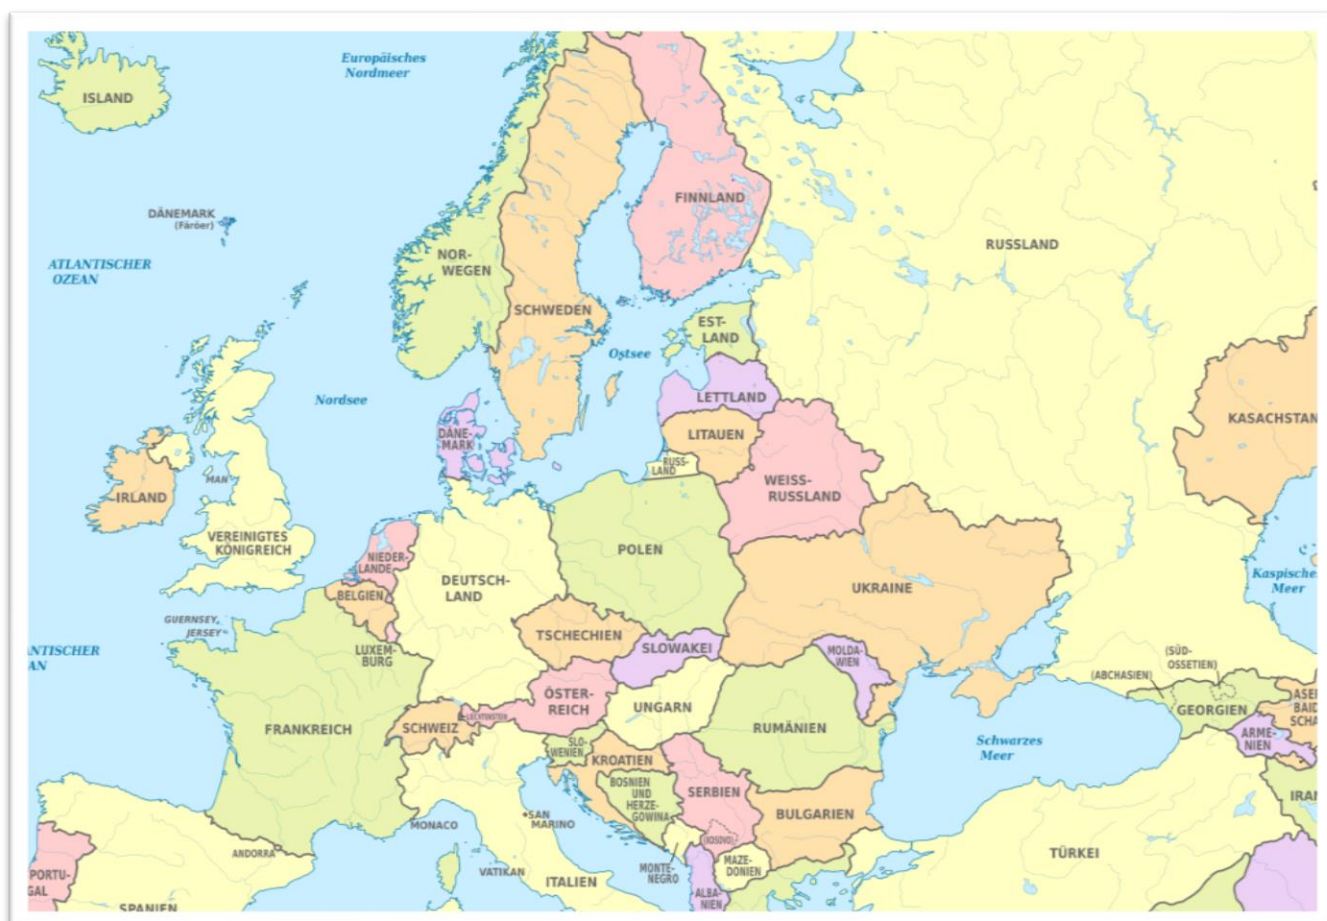 Europäisches
Nordmeer
ISLAND
DÄNEMARK
(Färöer)
FINNLAND
RUSSLAND
ATLANTISCHER
OZEAN
NOR-
WEGEN
SCHWEDEN
EST-
LAND
Ostsee
Nordsee
LETTLAND
KASACHSTAN
DÄNE-
MARK
LITAUEN
RUSS-
LAND
WEISS-
RUSSLAND
MAN
IRLAND
VEREINIGTES
KÖNIGREICH
NIEDER-
LANDE
POLEN
DEUTSCH-
LAND
UKRAINE
Kaspische
Meer
BELGIEN
GUERNSEY,
JERSEY
TSCHECHIEN
SLOWAKEI
MOLDA-
WIEN
NTISCHER
AN
LUXEM-
BURG
(SÜD-
OSSETIEN)
(ABCHASIEN)
ÖSTER-
REICH
LIECHTENSTEIN
UNGARN
ASER
BAID
SCHA
GEORGIEN
FRANKREICH
SCHWEIZ
RUMÄNIEN
ARME-
NIEN
Schwarzes
Meer
SLO-
WENIEN
KROATIEN
BOSNIEN
UND
HERZE-
GOWINA
SERBIEN
IRAN
SAN
MARINO
BULGARIEN
MONACO
(KOSOVO)
ANDORRA
TÜRKEI
MAZE-
DONIEN
MONTE-
NEGRO
VATIKAN
ITALIEN
PORTU-
GAL
ALBA-
NIEN
SPANIEN